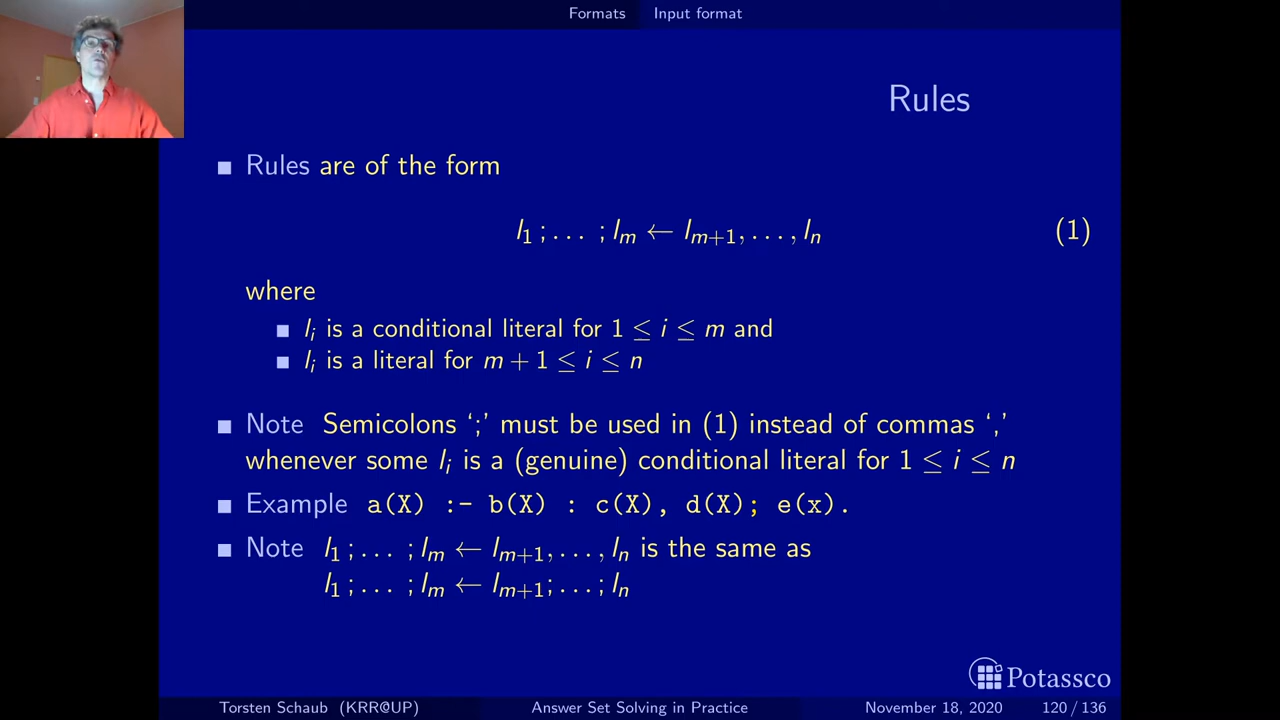 Formats Input format
Rules
Rules are of the form
l1 ; . . . ; lm ← lm+1, . . . , ln (1)
where
li is a conditional literal for 1 ≤ i ≤ m and
li is a literal for m + 1 ≤ i ≤ n
Note Semicolons ‘;’ must be used in (1) instead of commas ‘,’
whenever some li is a (genuine) conditional literal for 1 ≤ i ≤ n
Example a(X) :- b(X) : c(X), d(X); e(x).
Note l1 ; . . . ; lm ← lm+1, . . . , ln is the same as
l1 ; . . . ; lm ← lm+1; . . . ; ln
Potassco
Torsten Schaub (KRR@UP) Answer Set Solving in Practice November 18, 2020 120 / 136